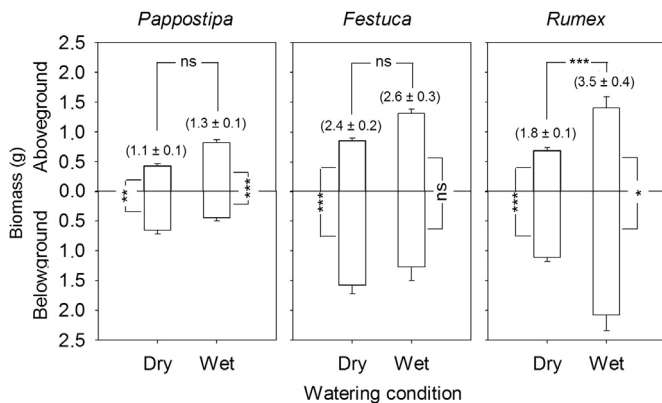 Pappostipa Festuca Rumex
2.5
2.0
1.5
1.0
0.5
0.0
0.5
1.0
1.5
2.0
2.5
Biomass (g)
Aboveground
Belowground
ns
(1.1 ± 0.1)
(1.3 ± 0.1)
**
***
ns
(2.4 ± 0.2)
(2.6 ± 0.3)
***
ns
***
(1.8 ± 0.1)
(3.5 ± 0.4)
***
*
Dry Wet Dry Wet Dry Wet
Watering condition